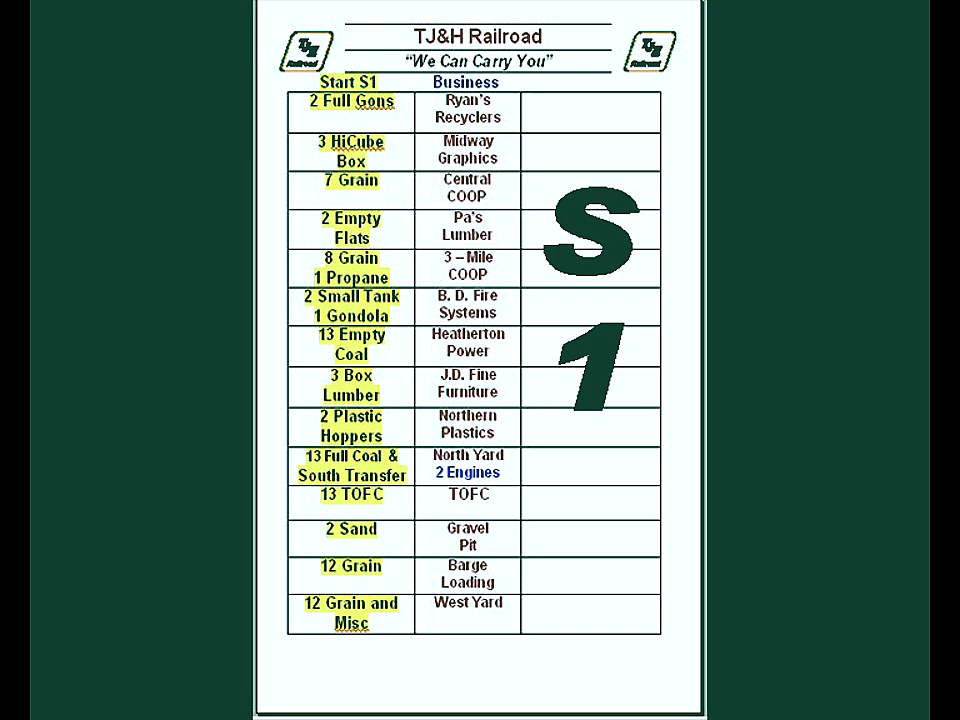 TJ&H Railroad
TJ&H
Railroad
"We Can Carry You"
TJ&H
Railroad
Start S1 Business
2 Full Gons Ryan's
Recyclers
3 HiCube Midway
Box Graphics
7 Grain Central
COOP
2 Empty Pa's
Flats Lumber
8 Grain 3 – Mile
1 Propane COOP
2 Small Tank B. D. Fire
1 Gondola Systems
13 Empty Heatherton
Coal Power
3 Box J.D. Fine
Lumber Furniture
2 Plastic Northern
Hoppers Plastics
13 Full Coal & North Yard
South Transfer 2 Engines
13 TOFC TOFC
2 Sand Gravel
Pit
12 Grain Barge
Loading
12 Grain and West Yard
Misc
S
1